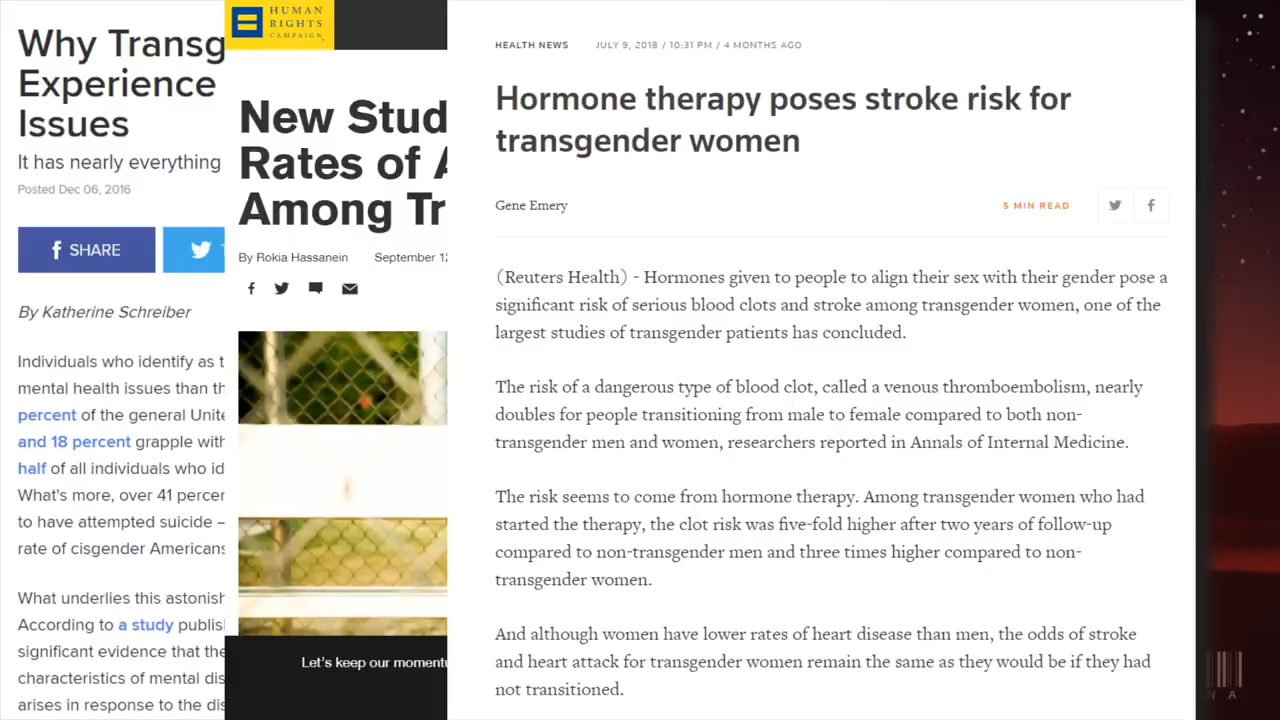 Why Transg
Experience
Issues
It has nearly everything
Posted Dec 06, 2016
SHARE
By Katherine Schreiber
Individuals who identify as t
mental health issues than th
percent of the general Unite
and 18 percent grapple with
half of all individuals who id
What's more, over 41 percer
to have attempted suicide –
rate of cisgender Americans
What underlies this astonish
According to a study publis
significant evidence that the
characteristics of mental dis
arises in response to the dis
HUMAN
RIGHTS
CAMPAIGN
New Stud
Rates of A
Among Tr
By Rokia Hassanein September 12
Let's keep our momentu
HEALTH NEWS JULY 9, 2018 / 10:31 PM / 4 MONTHS AGO
Hormone therapy poses stroke risk for
transgender women
Gene Emery
5 MIN READ
(Reuters Health) - Hormones given to people to align their sex with their gender pose a
significant risk of serious blood clots and stroke among transgender women, one of the
largest studies of transgender patients has concluded.
The risk of a dangerous type of blood clot, called a venous thromboembolism, nearly
doubles for people transitioning from male to female compared to both non-
transgender men and women, researchers reported in Annals of Internal Medicine.
The risk seems to come from hormone therapy. Among transgender women who had
started the therapy, the clot risk was five-fold higher after two years of follow-up
compared to non-transgender men and three times higher compared to non-
transgender women.
And although women have lower rates of heart disease than men, the odds of stroke
and heart attack for transgender women remain the same as they would be if they had
not transitioned.
N A